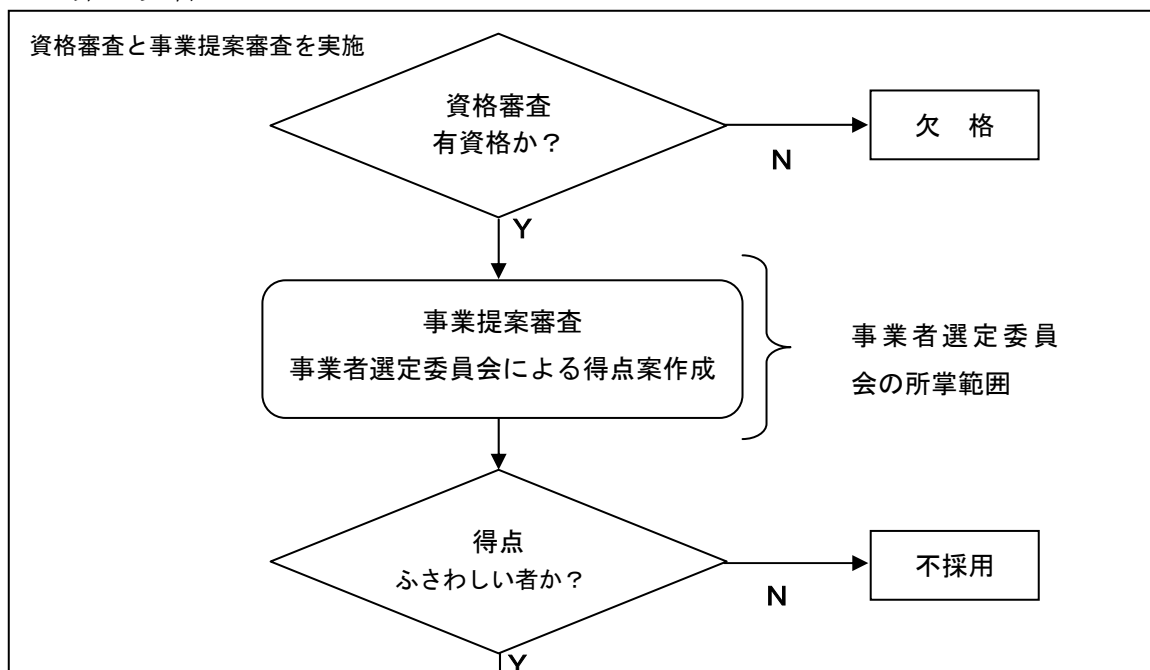 資格審査と事業提案審査を実施
資格審査
有資格か？
欠　格
N
Y
事業提案審査
事業者選定委員会による得点案作成
事業者選定委員
会の所掌範囲
得点
ふさわしい者か？
不採用
N
Y